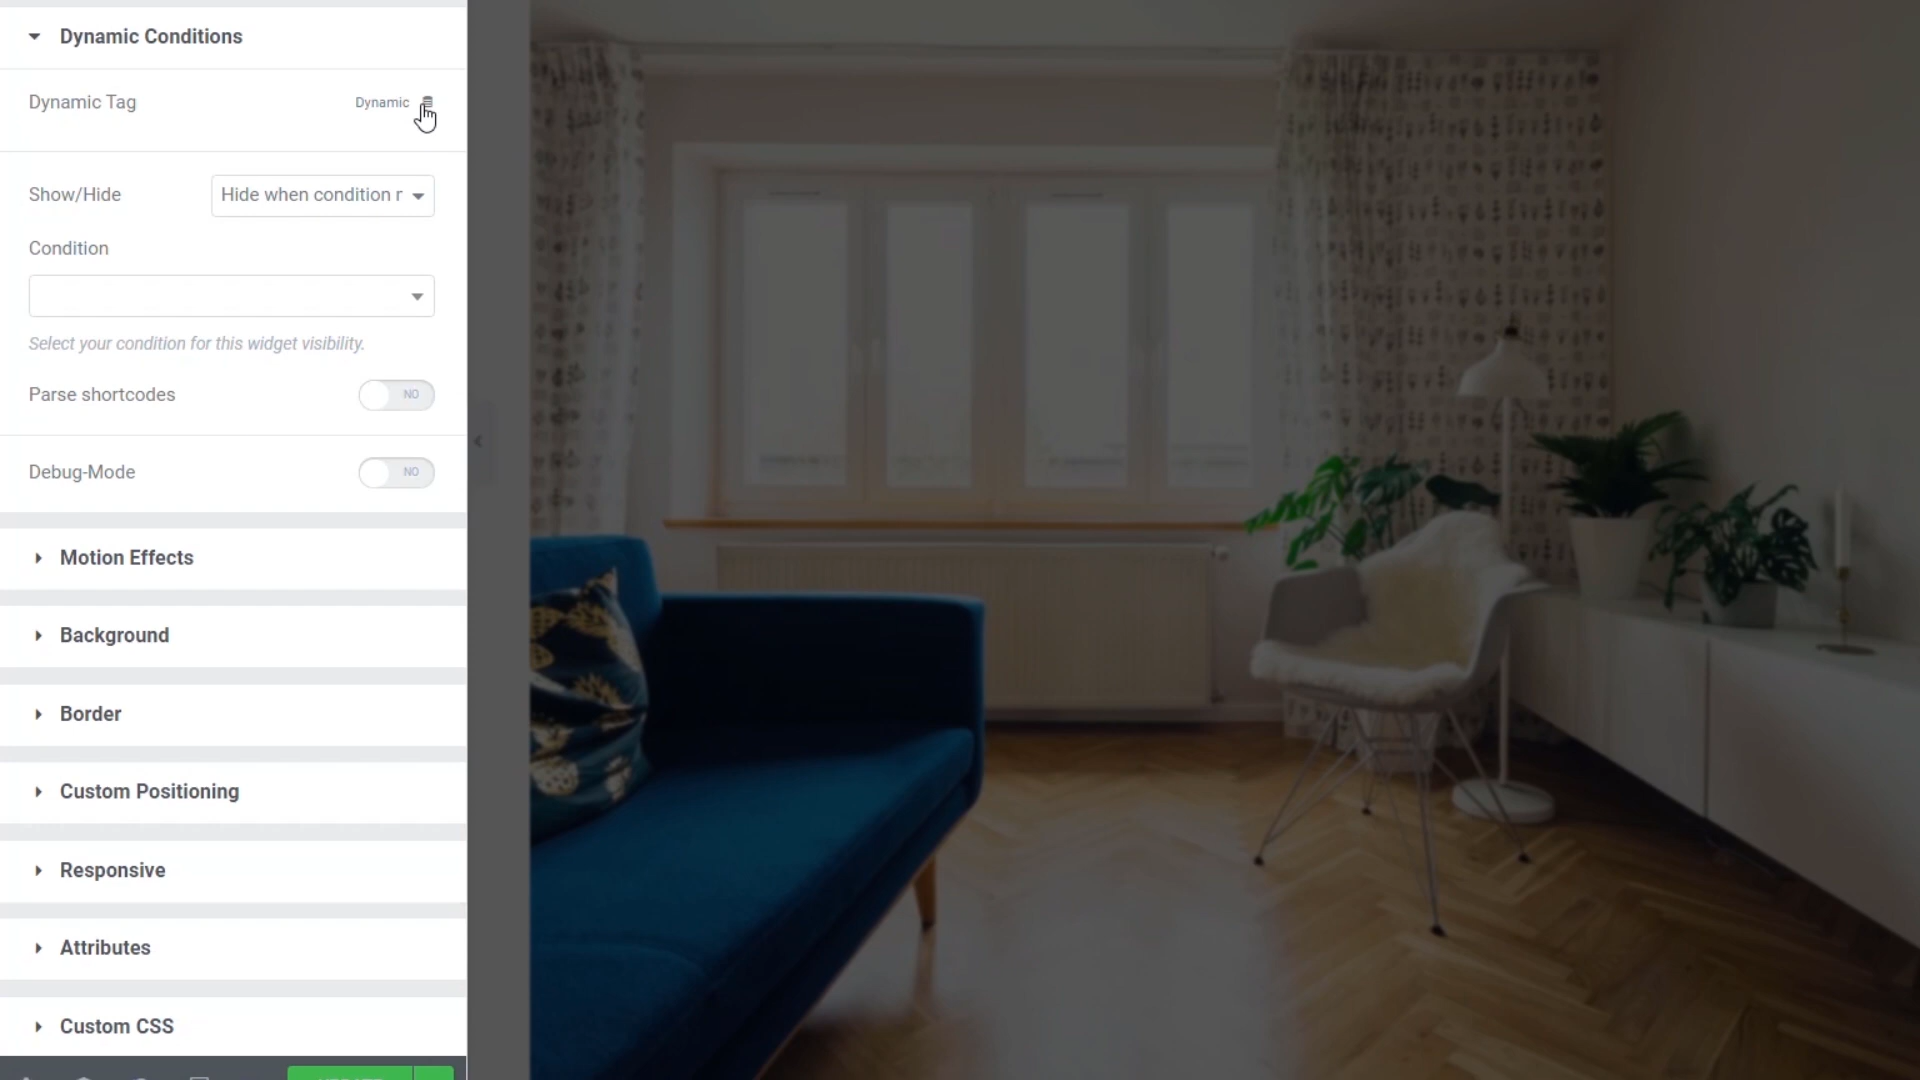 Dynamic Conditions
Dynamic Tag
Dynamic
Show/Hide
Hide when condition r
Condition
Select your condition for this widget visibility.
Parse shortcodes
NO
Debug-Mode
NO
Motion Effects
Background
Border
Custom Positioning
Responsive
Attributes
Custom CSS